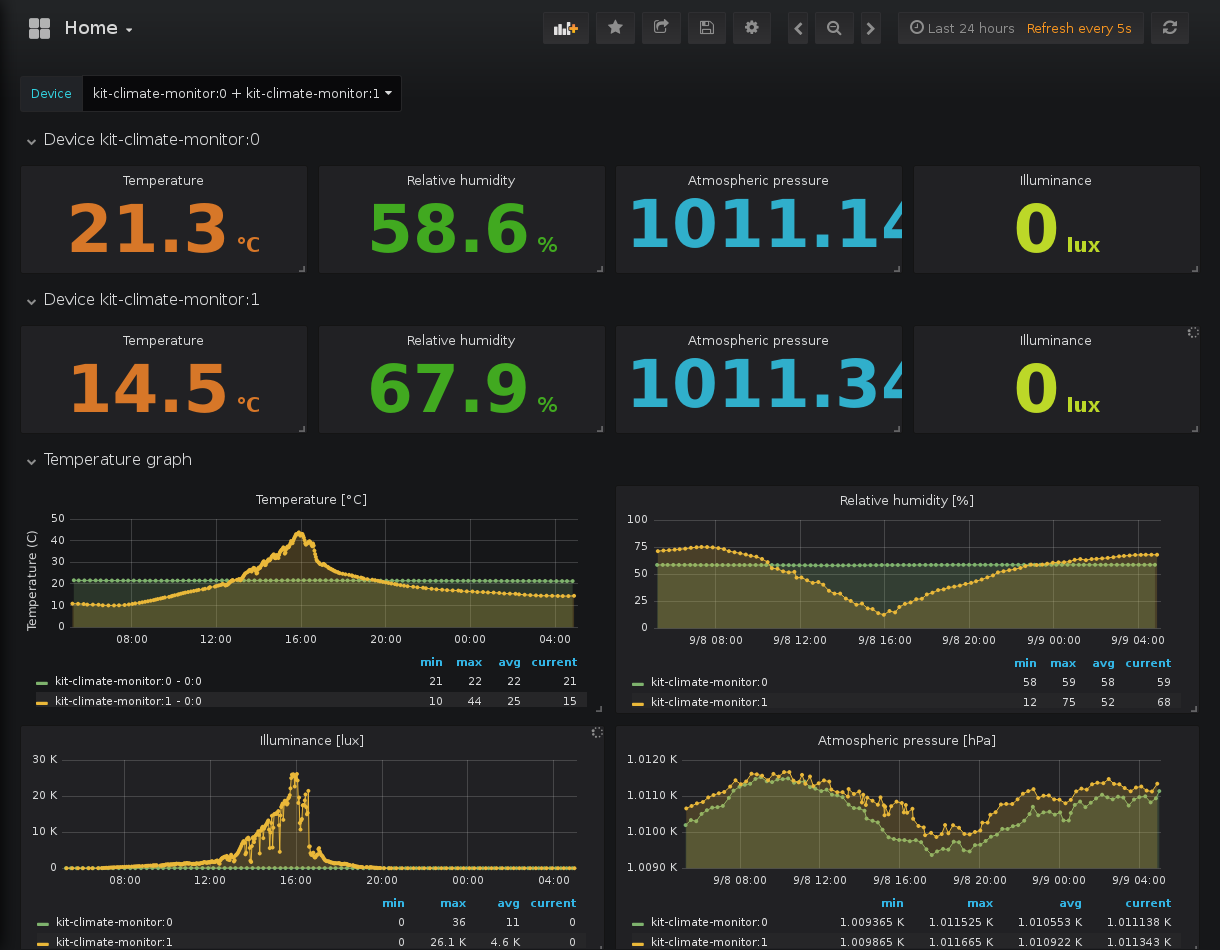 Home
Last 24 hours Refresh every 5s
Device kit-climate-monitor:0 + kit-climate-monitor:1
Device kit-climate-monitor:0
Temperature Relative humidity Atmospheric pressure Illuminance
21.3 °C 58.6 % 1011.14 0 lux
Device kit-climate-monitor:1
Temperature Relative humidity Atmospheric pressure Illuminance
14.5 °C 67.9 % 1011.34 0 lux
Temperature graph
Temperature [°C]
Temperature (C)
50
40
30
20
10
0
08:00 12:00 16:00 20:00 00:00 04:00
min max avg current
kit-climate-monitor:0 - 0:0 21 22 22 21
kit-climate-monitor:1 - 0:0 10 44 25 15
Relative humidity [%]
100
75
50
25
0
9/8 08:00 9/8 12:00 9/8 16:00 9/8 20:00 9/9 00:00 9/9 04:00
min max avg current
kit-climate-monitor:0 58 59 58 59
kit-climate-monitor:1 12 75 52 68
Illuminance [lux]
30 K
20 K
10 K
0
08:00 12:00 16:00 20:00 00:00 04:00
min max avg current
kit-climate-monitor:0 0 36 11 0
kit-climate-monitor:1 0 26.1 K 4.6 K 0
Atmospheric pressure [hPa]
1.0120 K
1.0110 K
1.0100 K
1.0090 K
9/8 08:00 9/8 12:00 9/8 16:00 9/8 20:00 9/9 00:00 9/9 04:00
min max avg current
kit-climate-monitor:0 1.009365 K 1.011525 K 1.010553 K 1.011138 K
kit-climate-monitor:1 1.009865 K 1.011665 K 1.010922 K 1.011343 K